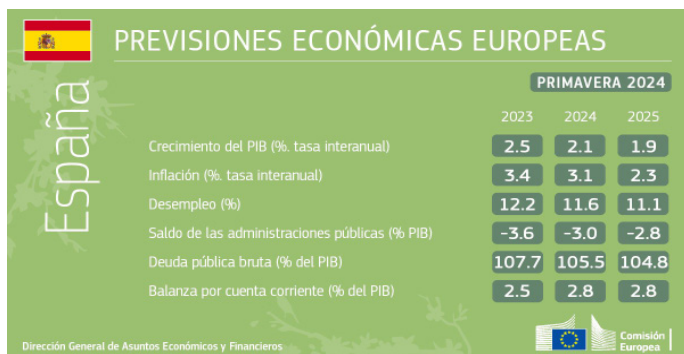 PREVISIONES ECONÓMICAS EUROPEAS
PRIMAVERA 2024
España
2023 2024 2025
Crecimiento del PIB (%. tasa interanual) 2.5 2.1 1.9
Inflación (%. tasa interanual) 3.4 3.1 2.3
Desempleo (%) 12.2 11.6 11.1
Saldo de las administraciones públicas (% PIB) -3.6 -3.0 -2.8
Deuda pública bruta (% del PIB) 107.7 105.5 104.8
Balanza por cuenta corriente (% del PIB) 2.5 2.8 2.8
Dirección General de Asuntos Económicos y Financieros
Comisión
Europea